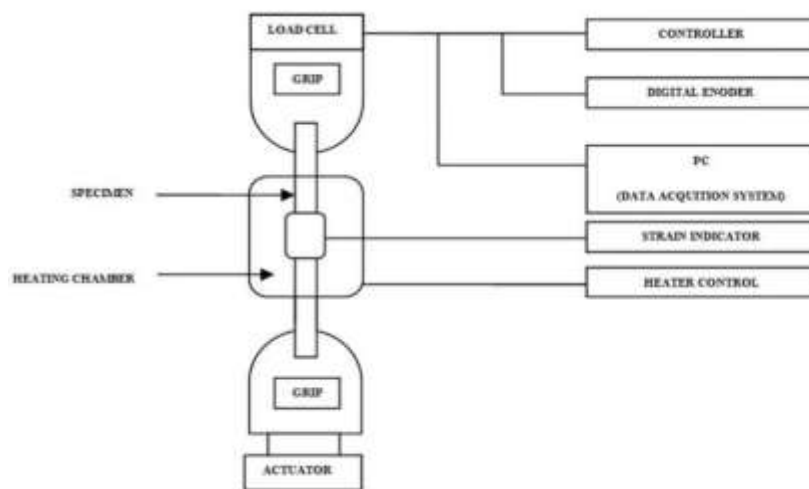 LOAD CELL
CONTROLLER
GRIP
DIGITAL ENODER
PC
(DATA ACQUITION SYSTEM)
SPECIMEN
STRAIN INDICATOR
HEATING CHAMBER
HEATER CONTROL
GRIP
ACTUATOR